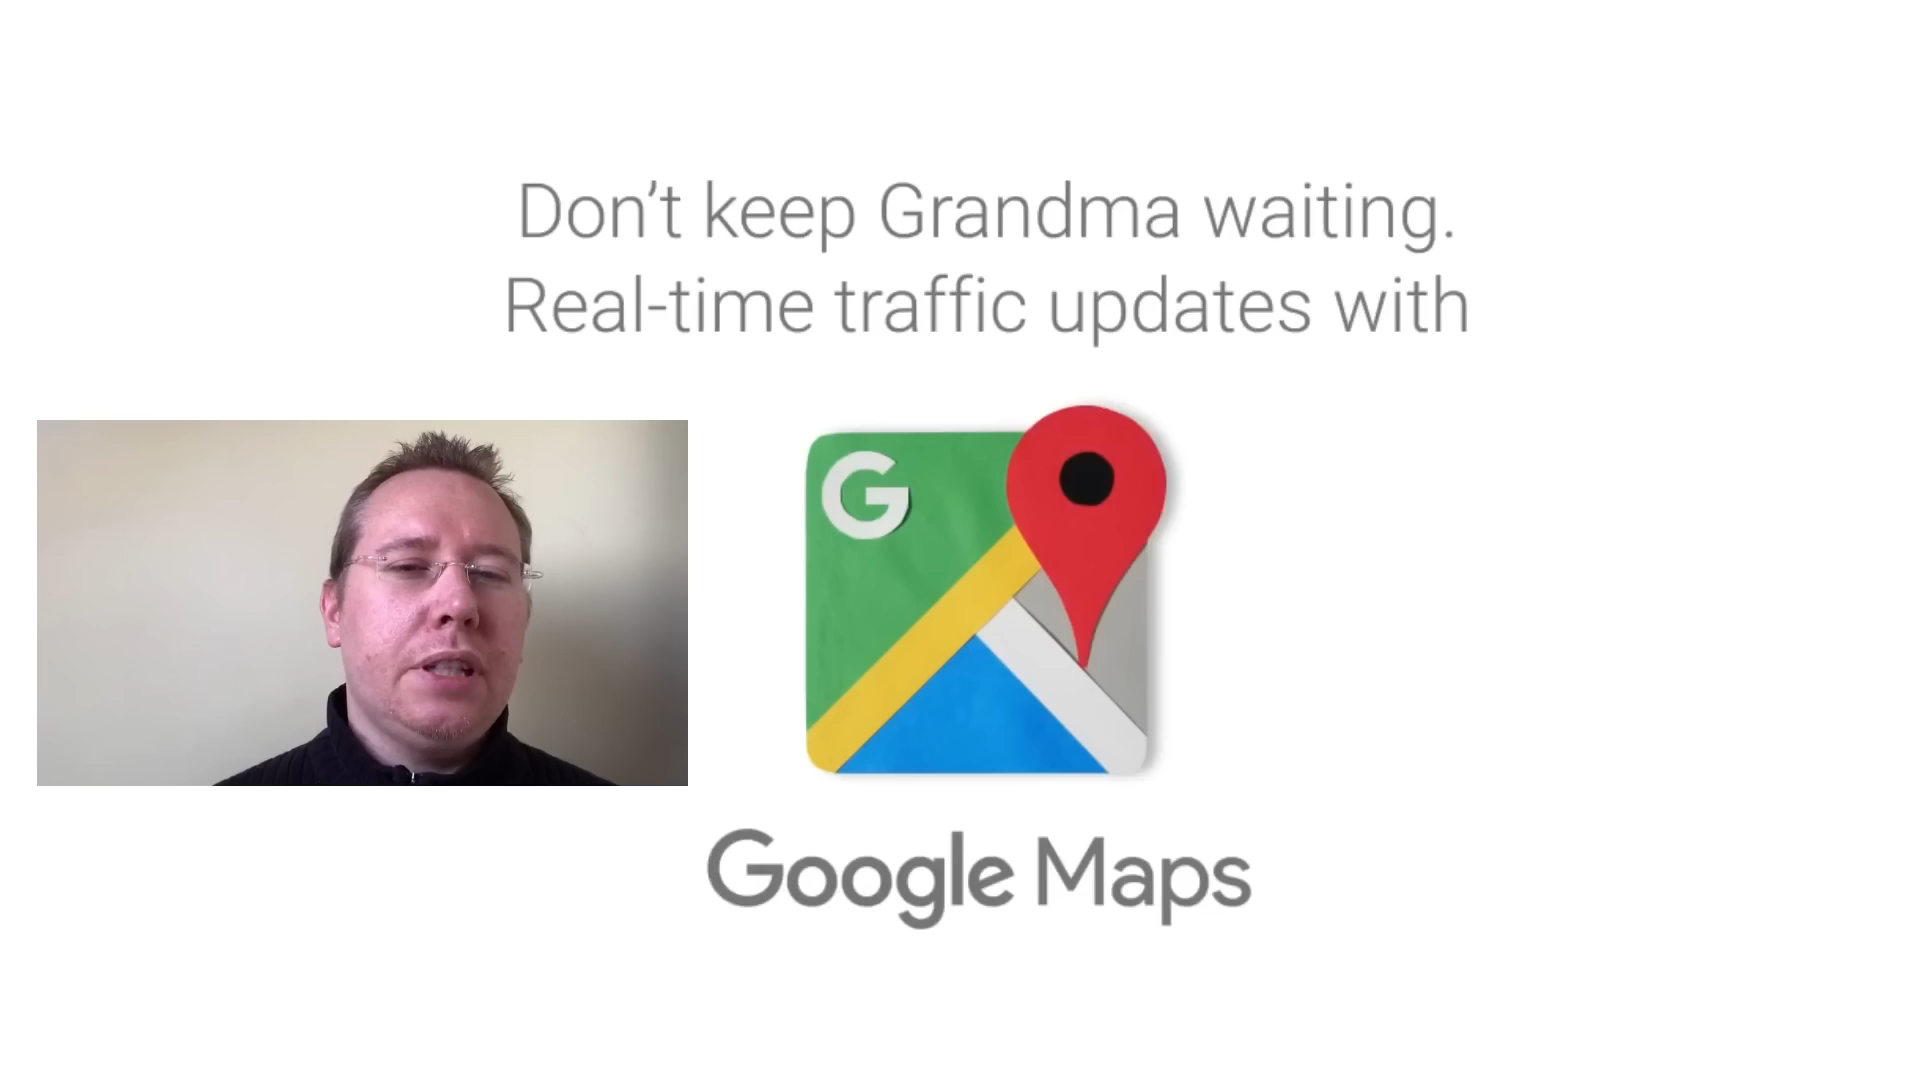 Don’t keep Grandma waiting.
Real-time traffic updates with
G
Google Maps